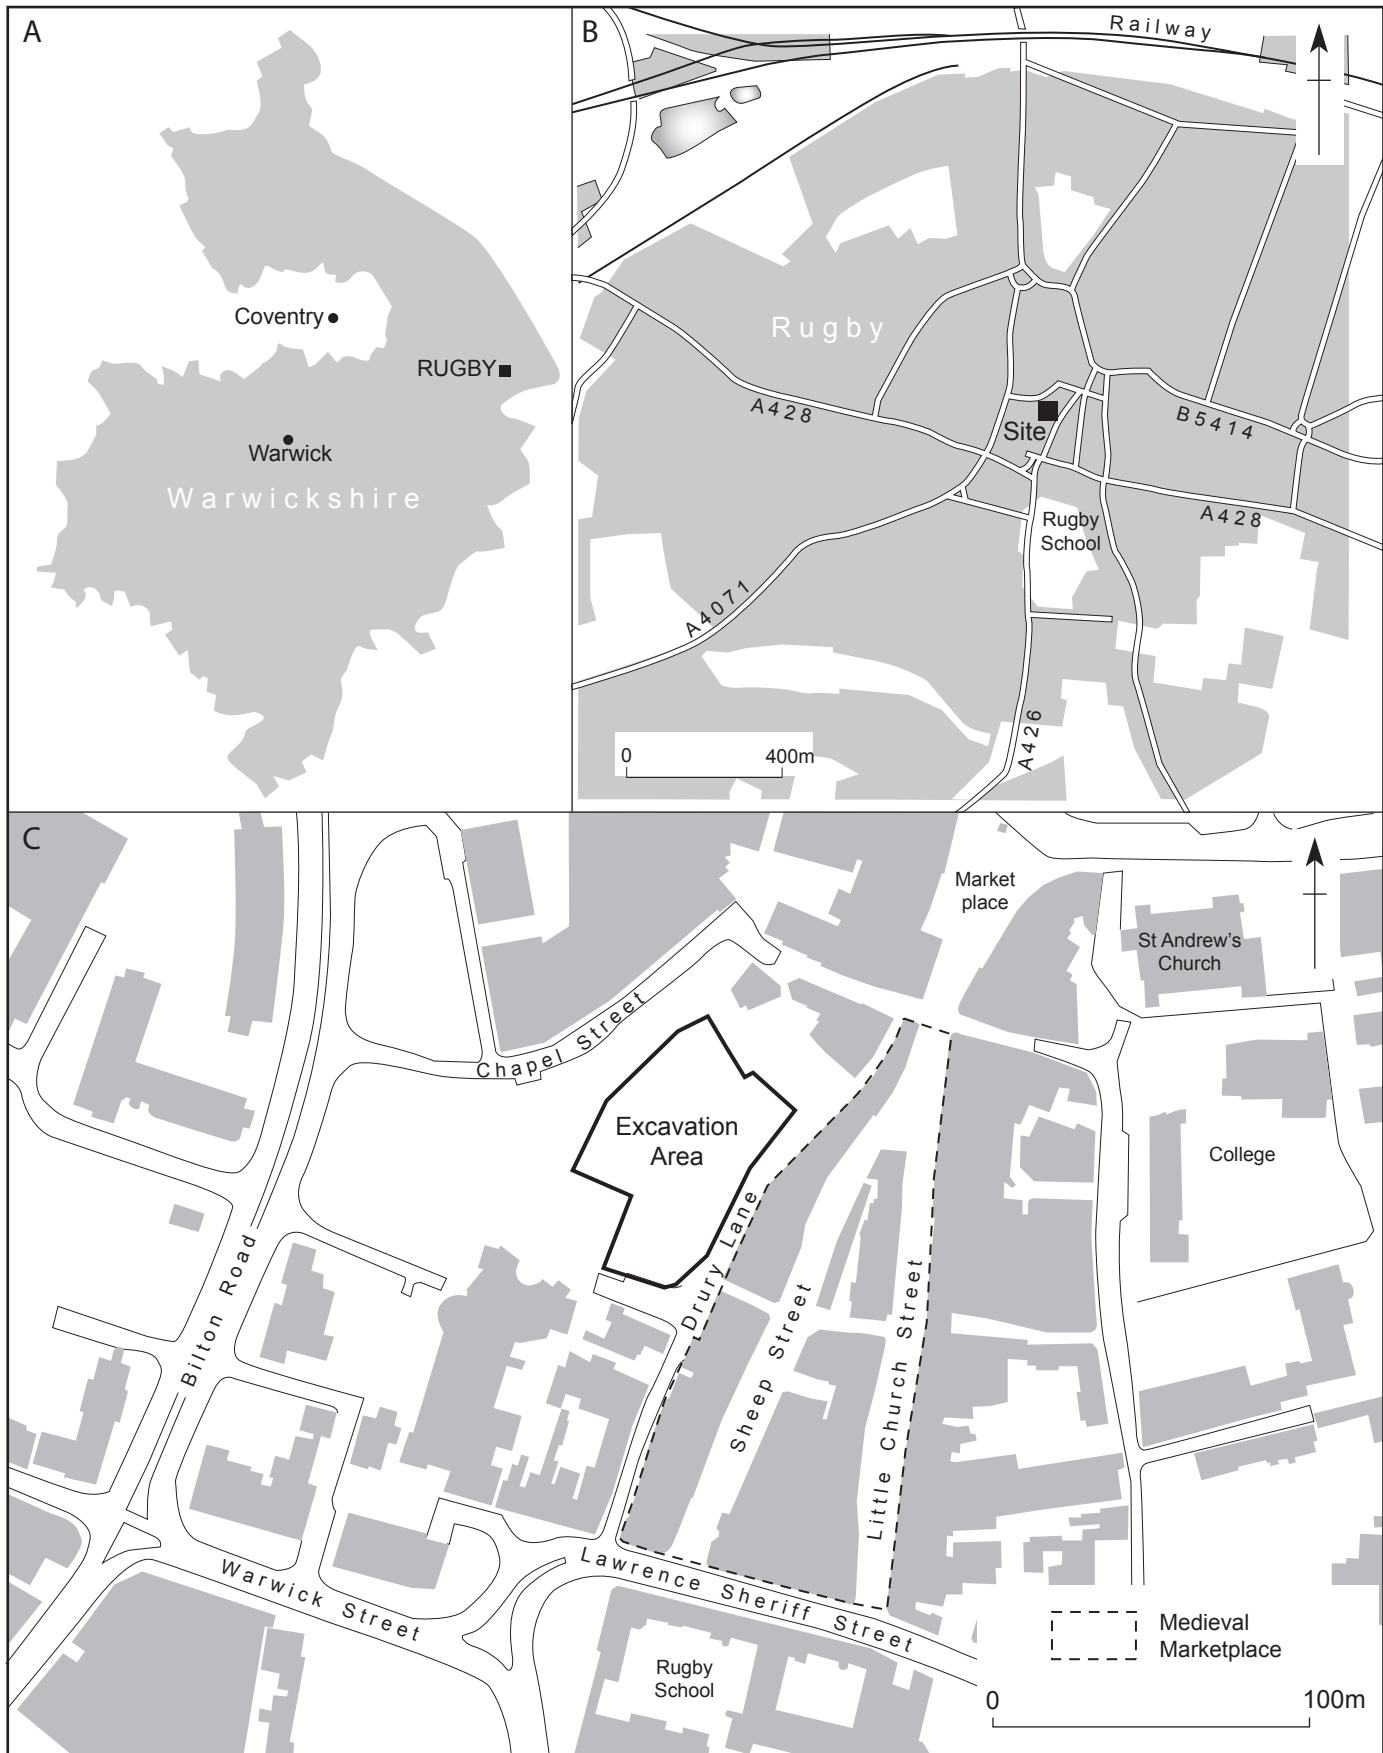 A
Coventry
RUGBY
Warwick
Warwickshire
B
Railway
Rugby
A428
Site
B5414
Rugby
School
A428
A4071
A426
0 400m
C
Market
place
St Andrew's
Church
Chapel Street
Excavation
Area
College
Drury Lane
Bilton Road
Sheep Street
Little Church Street
Warwick Street
Lawrence Sheriff Street
Rugby
School
Medieval
Marketplace
0 100m